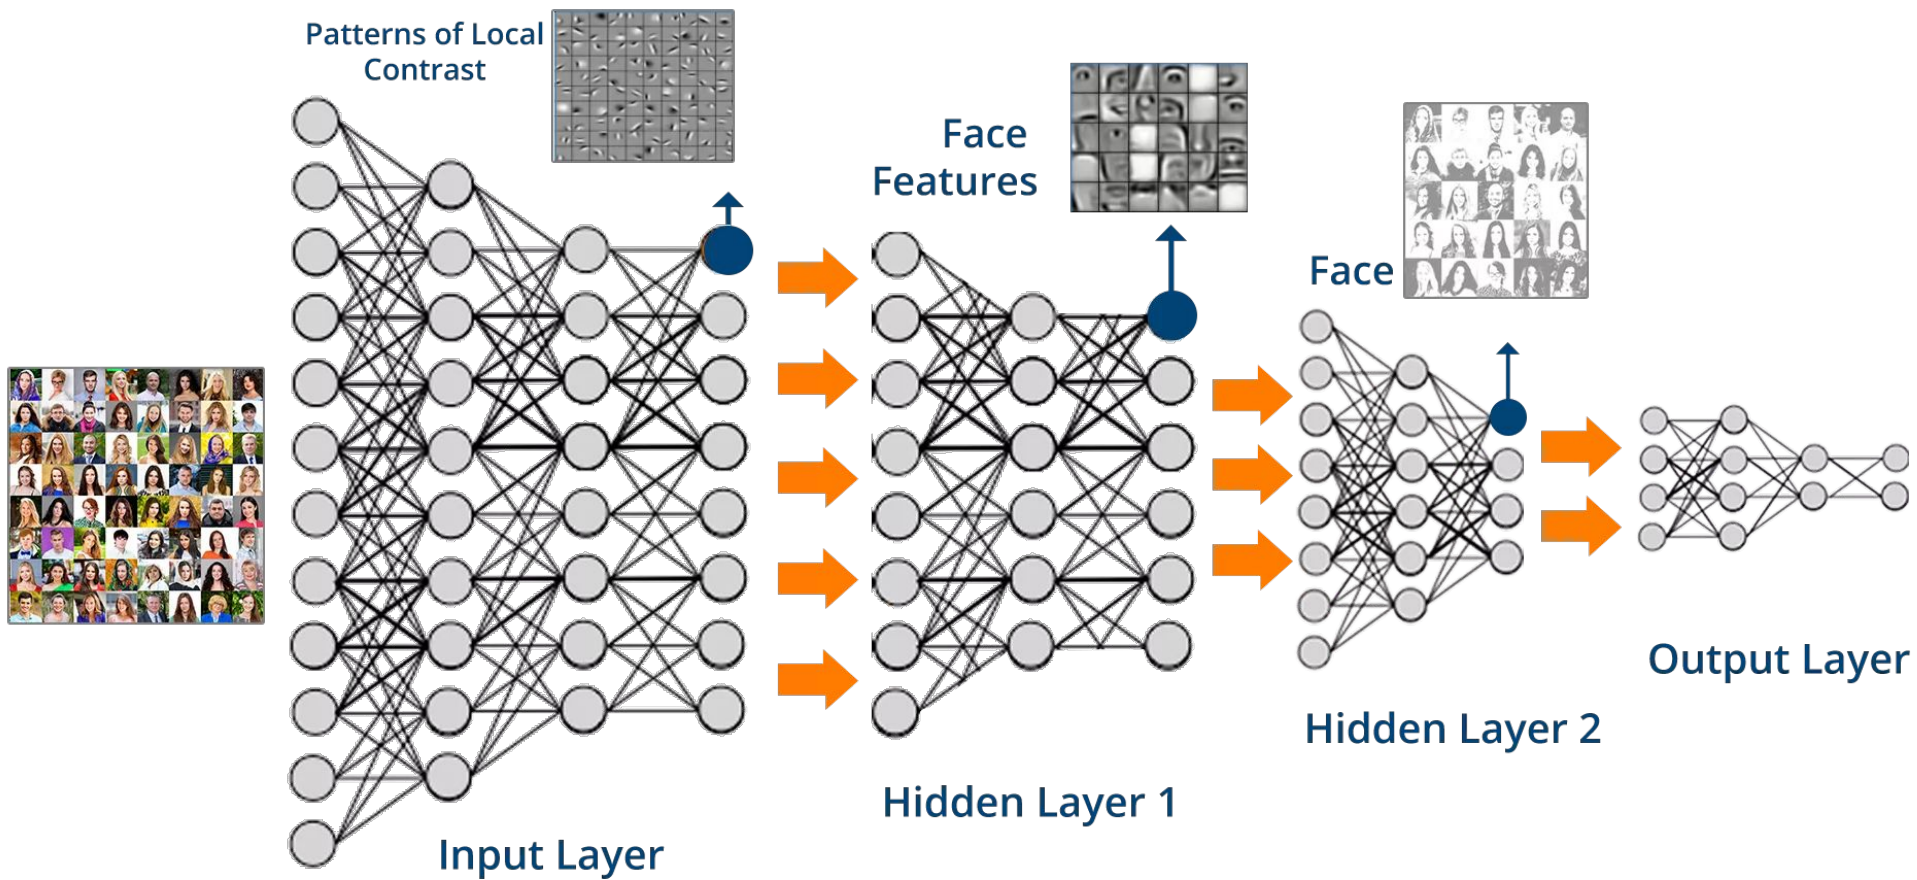 Patterns of Local
Contrast
Face
Features
Face
Input Layer
Hidden Layer 1
Hidden Layer 2
Output Layer